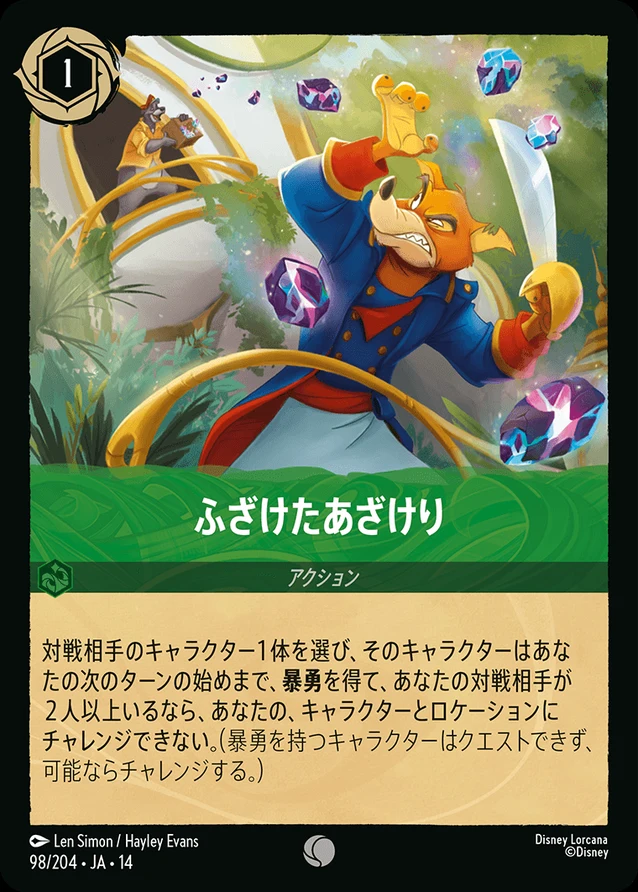 1
ふざけたあざけり
アクション
対戦相手のキャラクター1体を選び、そのキャラクターはあな
たの次のターンの始めまで、暴勇を得て、あなたの対戦相手が
２人以上いるなら、あなたの、キャラクターとロケーションに
チャレンジできない。(暴勇を持つキャラクターはクエストできず、
可能ならチャレンジする。)
Len Simon / Hayley Evans
Disney Lorcana
98/204 • JA • 14
©Disney